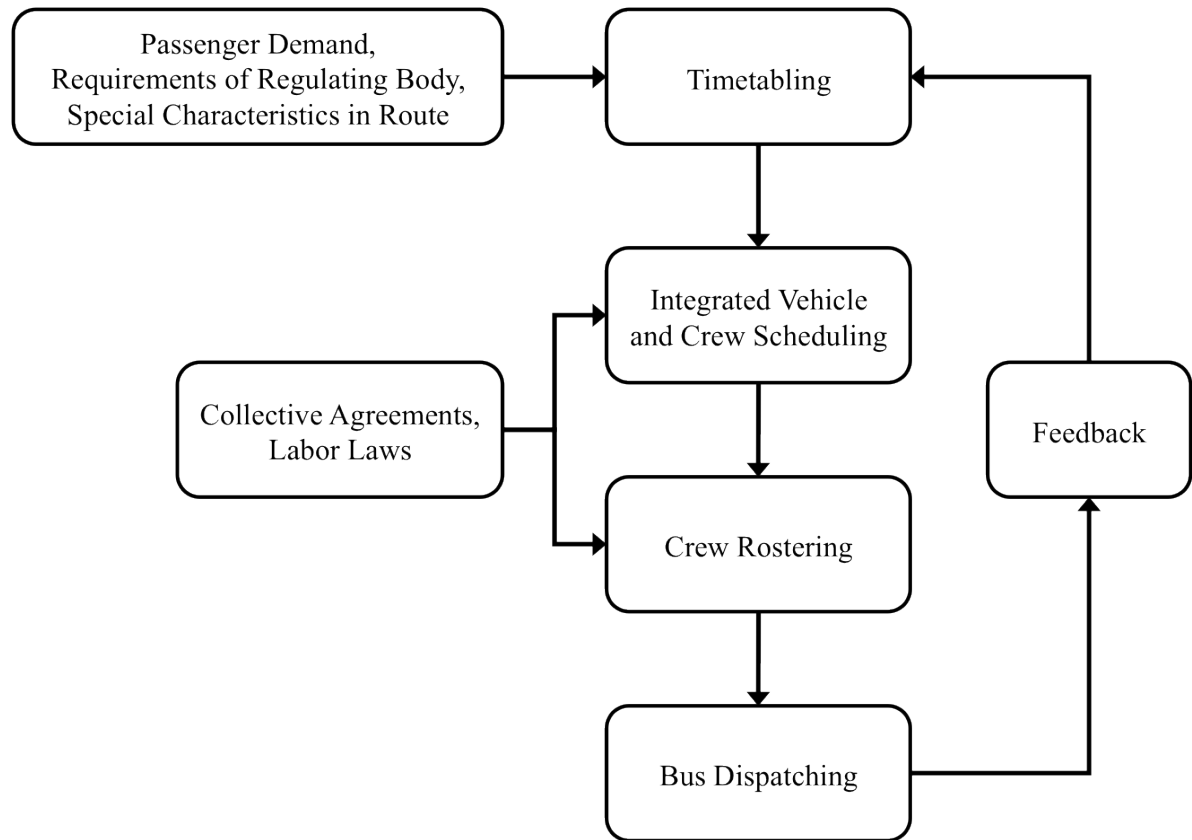 Passenger Demand,
Requirements of Regulating Body,
Special Characteristics in Route
Timetabling
Integrated Vehicle
and Crew Scheduling
Collective Agreements,
Labor Laws
Feedback
Crew Rostering
Bus Dispatching